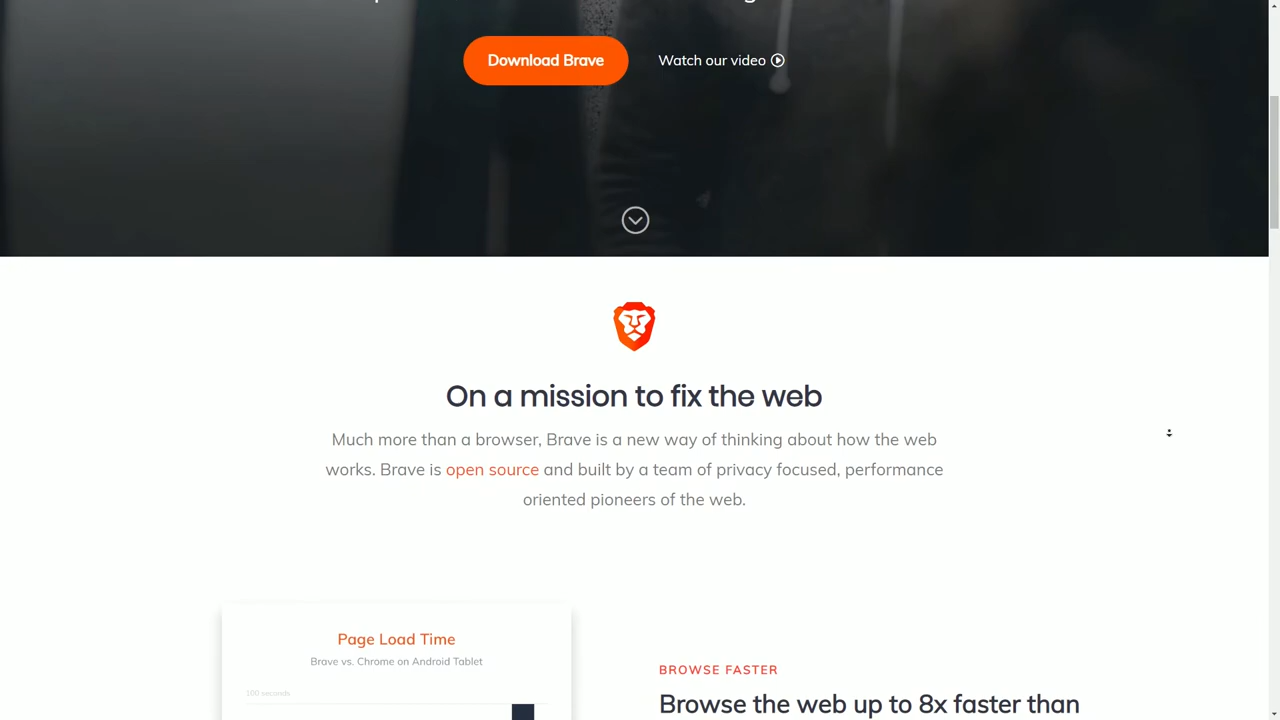 Download Brave
Watch our video
On a mission to fix the web
Much more than a browser, Brave is a new way of thinking about how the web
works. Brave is open source and built by a team of privacy focused, performance
oriented pioneers of the web.
Page Load Time
Brave vs. Chrome on Android Tablet
100 seconds
BROWSE FASTER
Browse the web up to 8x faster than